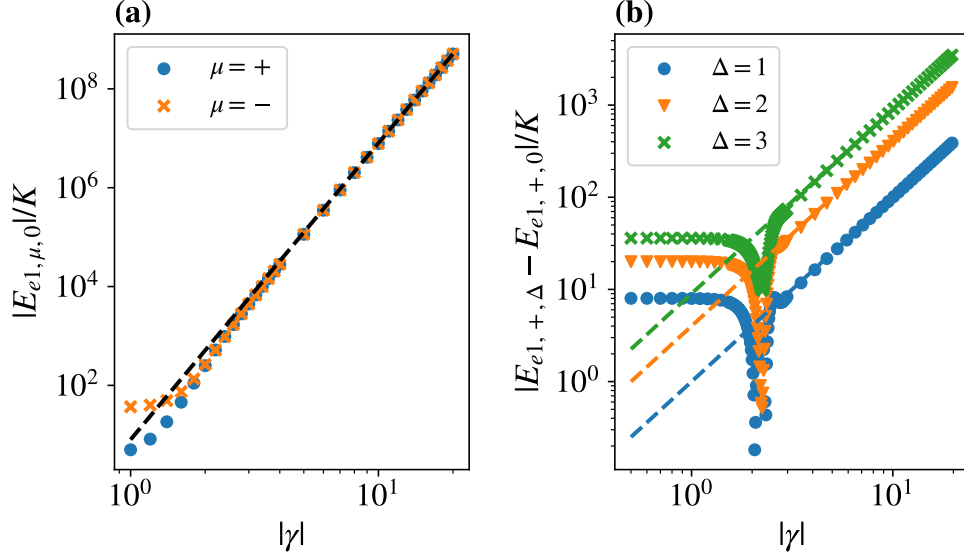 (a)
|E_{e1,μ,0}|/K
10^8
10^6
10^4
10^2
μ = +
μ = −
10^0
10^1
|γ|
(b)
|E_{e1,+,Δ} − E_{e1,+,0}|/K
10^3
10^2
10^1
10^0
Δ = 1
Δ = 2
Δ = 3
10^0
10^1
|γ|